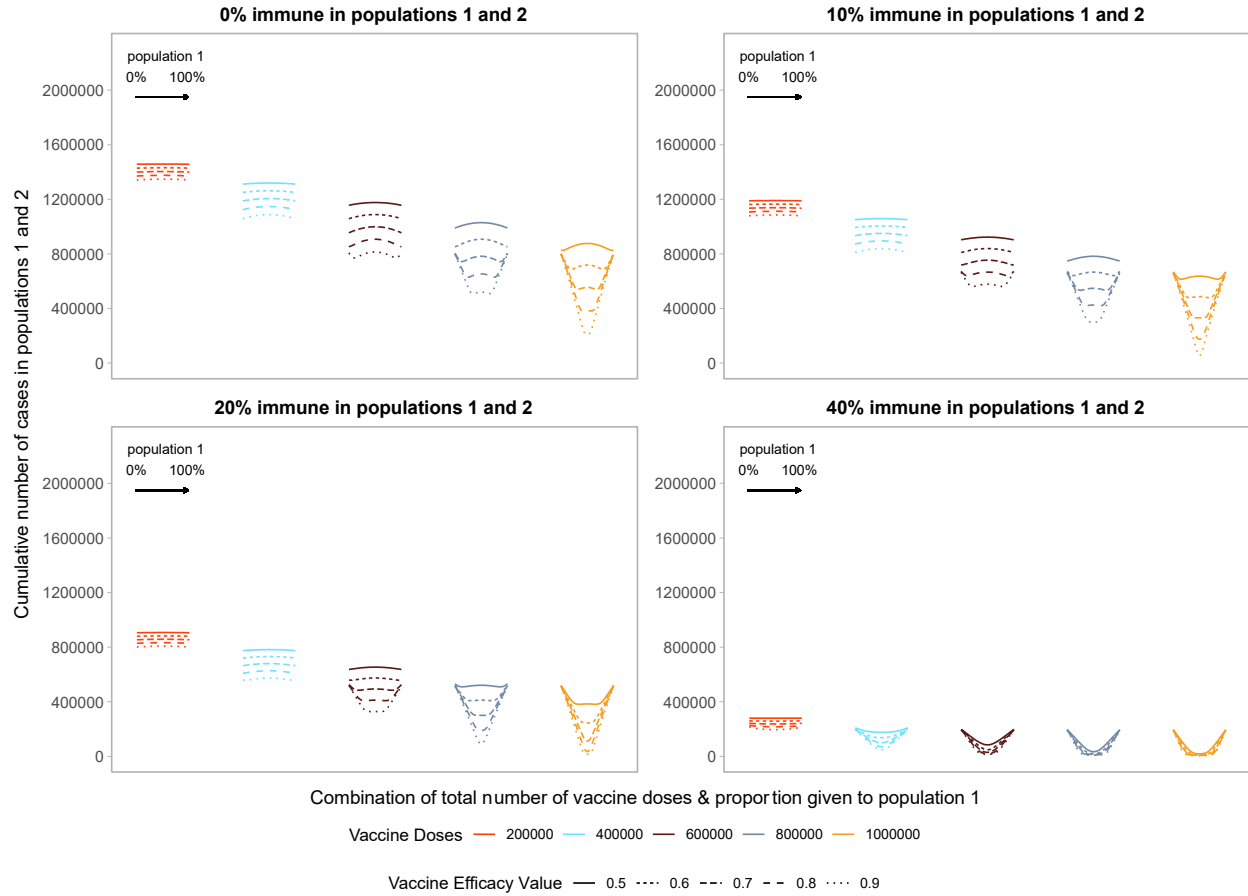 0% immune in populations 1 and 2
10% immune in populations 1 and 2
population 1
0% 100%
2000000
1600000
1200000
800000
400000
0
population 1
0% 100%
2000000
1600000
1200000
800000
400000
0
20% immune in populations 1 and 2
40% immune in populations 1 and 2
population 1
0% 100%
2000000
1600000
1200000
800000
400000
0
population 1
0% 100%
2000000
1600000
1200000
800000
400000
0
Cumulative number of cases in populations 1 and 2
Combination of total number of vaccine doses & proportion given to population 1
Vaccine Doses 200000 400000 600000 800000 1000000
Vaccine Efficacy Value 0.5 0.6 0.7 0.8 0.9